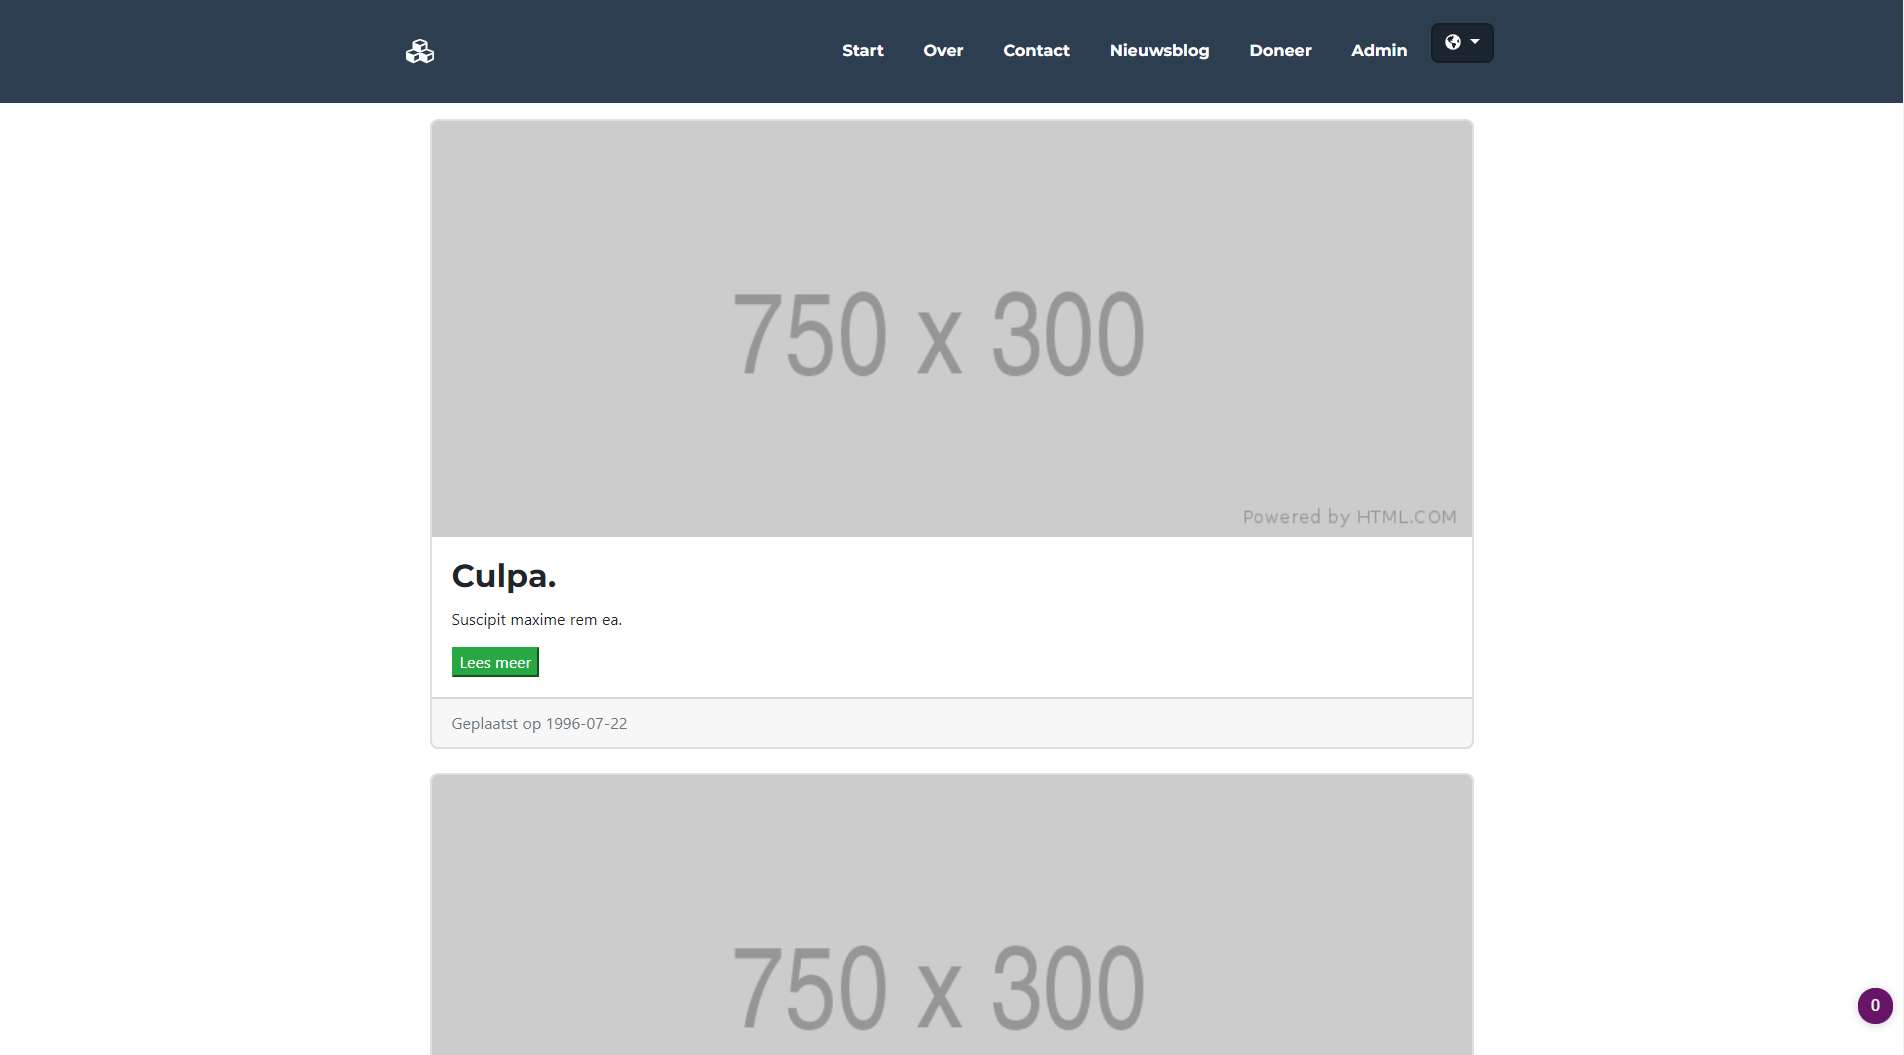 Start Over Contact Nieuwsblog Doneer Admin
750 x 300
Powered by HTML.COM
Culpa.
Suscipit maxime rem ea.
Lees meer
Geplaatst op 1996-07-22
750 x 300
0